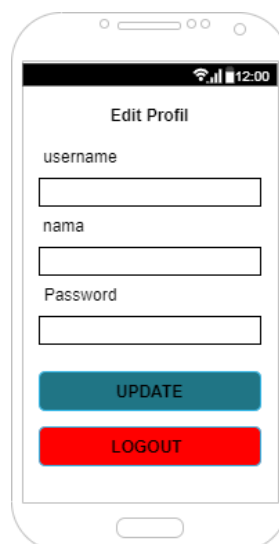 12:00
Edit Profil
username
nama
Password
UPDATE
LOGOUT